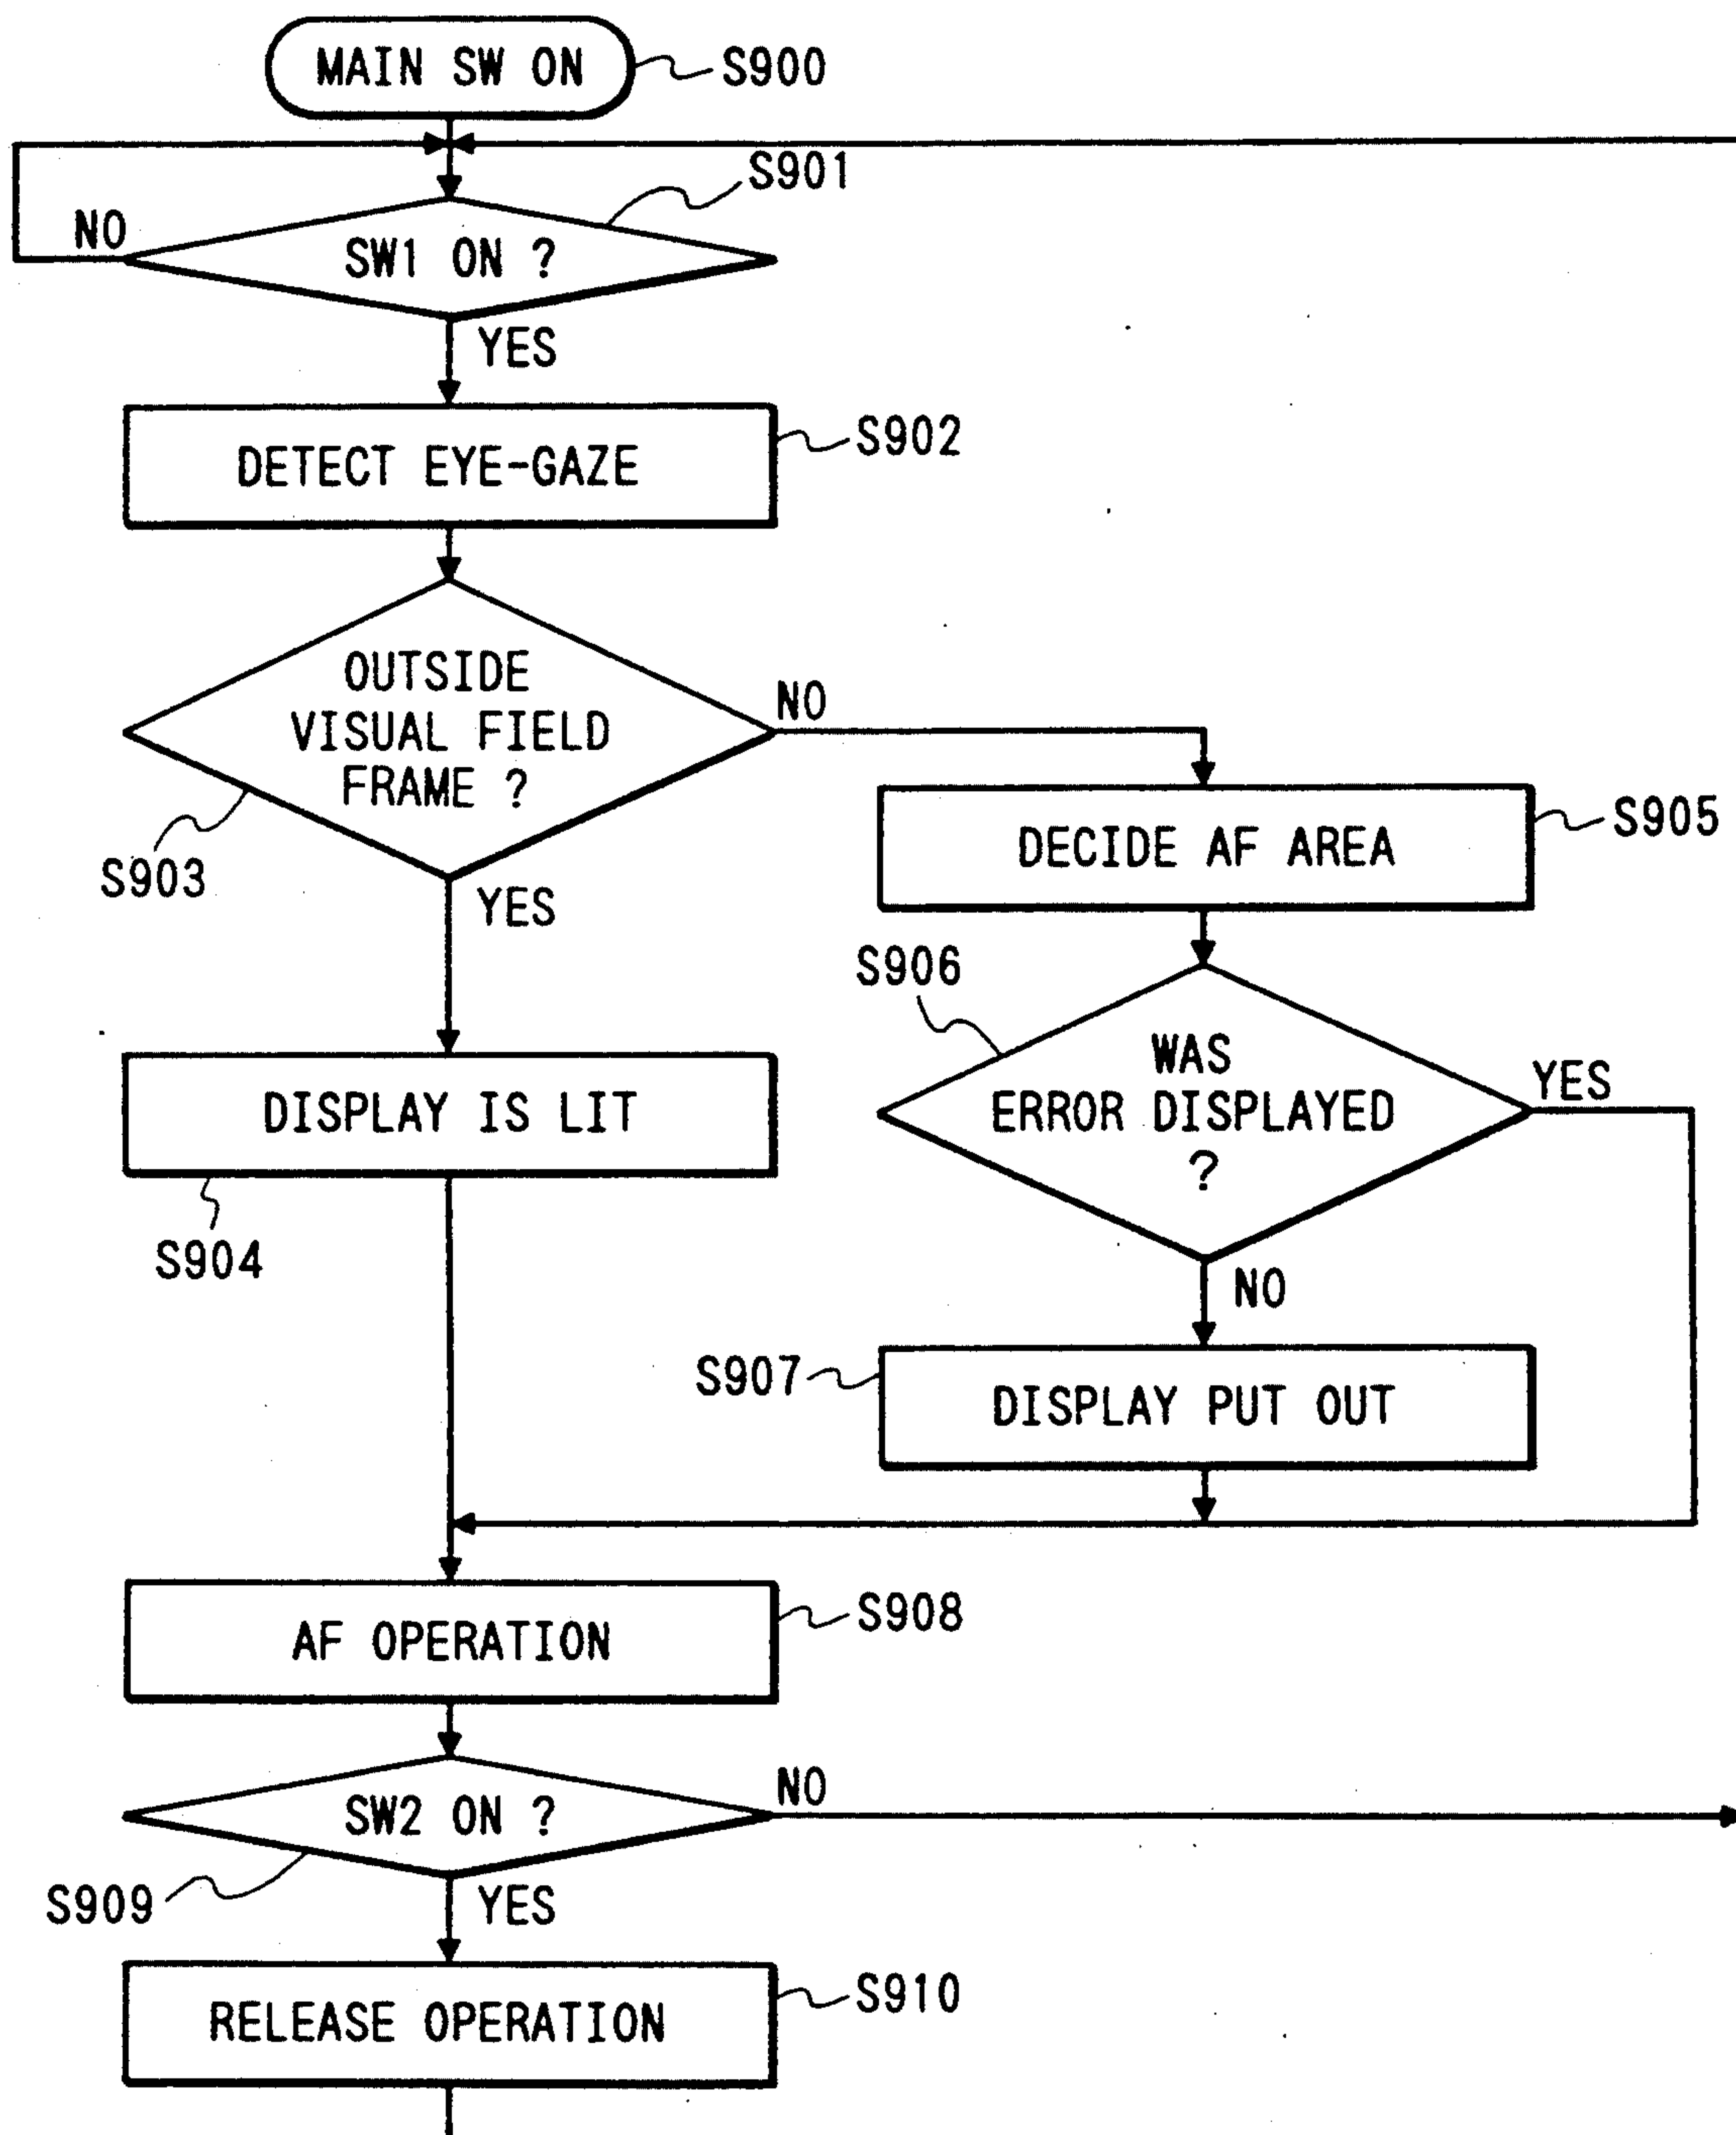 MAIN SW ON
S900
S901
NO
SW1 ON ?
YES
DETECT EYE-GAZE
S902
OUTSIDE
VISUAL FIELD
FRAME ?
NO
S903
YES
DECIDE AF AREA
S905
S906
WAS
ERROR DISPLAYED
?
YES
DISPLAY IS LIT
S904
NO
S907
DISPLAY PUT OUT
AF OPERATION
S908
SW2 ON ?
NO
S909
YES
RELEASE OPERATION
S910